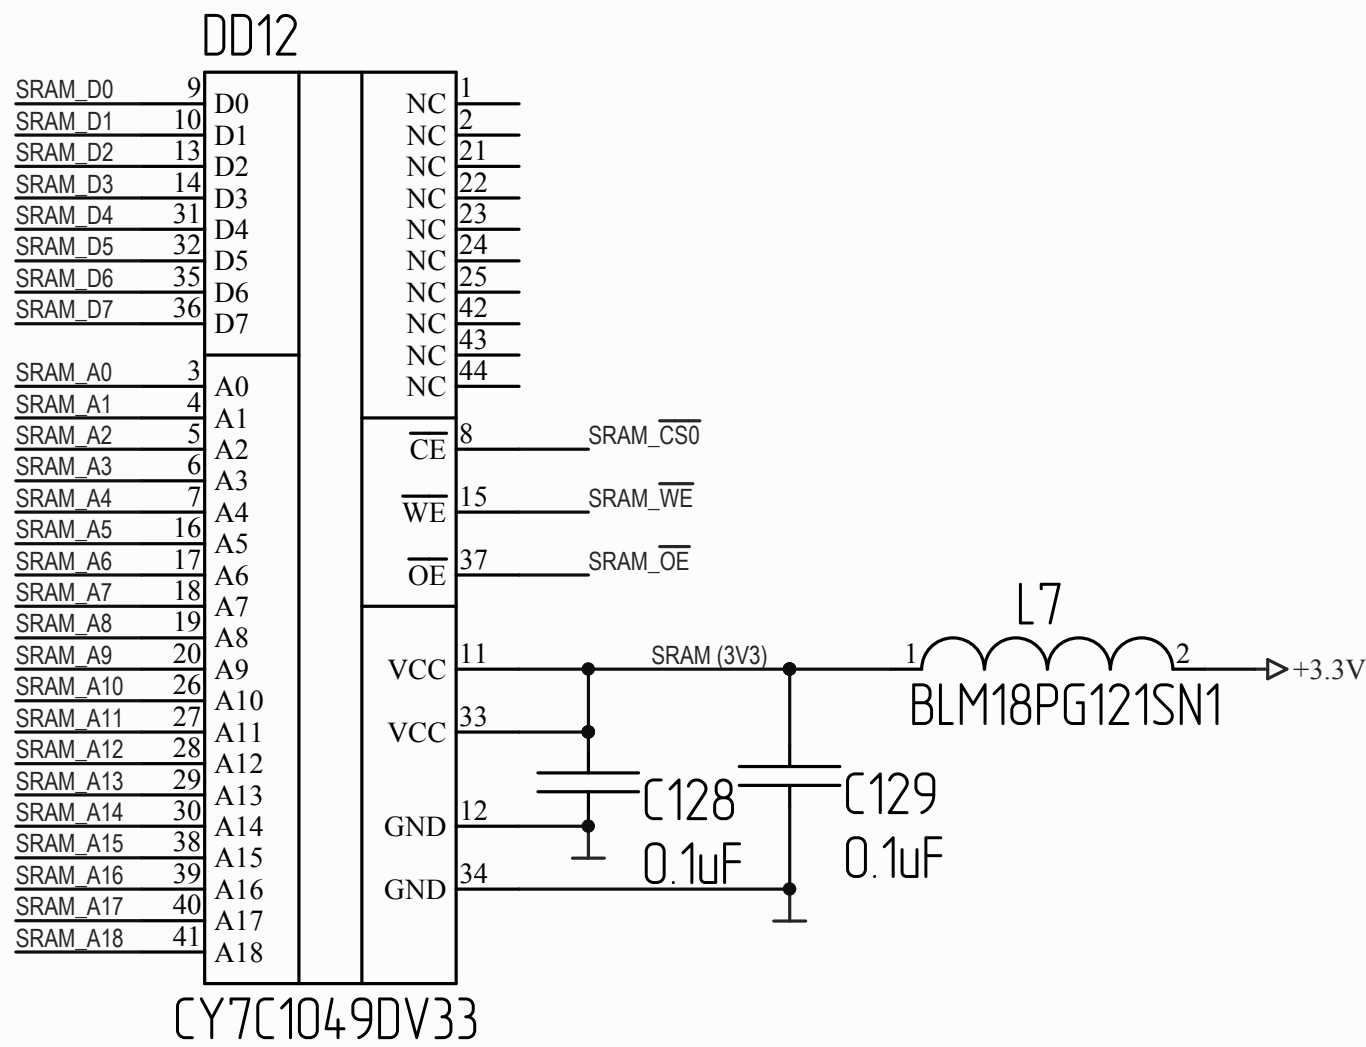 DD12
SRAM_D0 9 D0 NC 1
SRAM_D1 10 D1 NC 2
SRAM_D2 13 D2 NC 21
SRAM_D3 14 D3 NC 22
SRAM_D4 31 D4 NC 23
SRAM_D5 32 D5 NC 24
SRAM_D6 35 D6 NC 25
SRAM_D7 36 D7 NC 42
NC 43
SRAM_A0 3 A0 NC 44
SRAM_A1 4 A1
SRAM_A2 5 A2 CE 8 SRAM_CS0
SRAM_A3 6 A3
SRAM_A4 7 A4 WE 15 SRAM_WE
SRAM_A5 16 A5
SRAM_A6 17 A6 OE 37 SRAM_OE
SRAM_A7 18 A7
L7
SRAM_A8 19 A8
SRAM_A9 20 A9 VCC 11 SRAM (3V3) 1 2 +3.3V
SRAM_A10 26 A10
BLM18PG121SN1
SRAM_A11 27 A11 VCC 33
SRAM_A12 28 A12
SRAM_A13 29 A13 C128 C129
SRAM_A14 30 A14 GND 12
SRAM_A15 38 A15 0.1uF 0.1uF
SRAM_A16 39 A16 GND 34
SRAM_A17 40 A17
SRAM_A18 41 A18
CY7C1049DV33